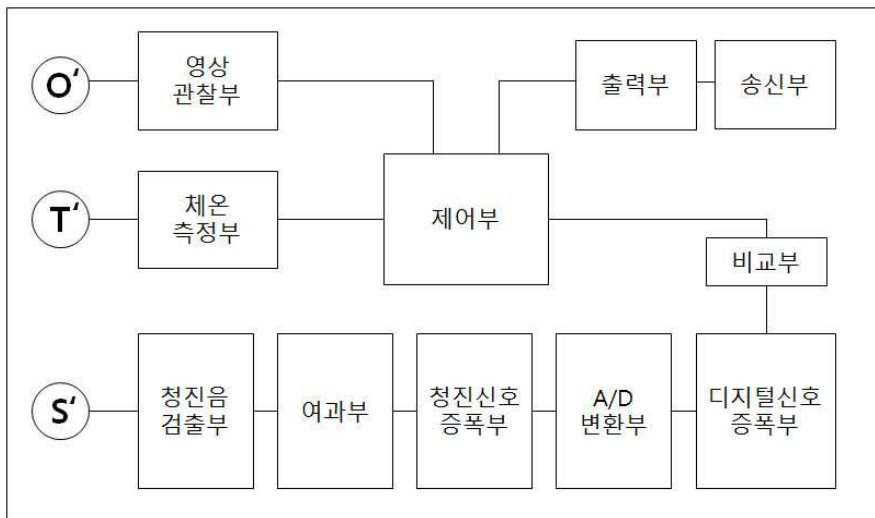 O‘
영상
관찰부
출력부
송신부
T‘
체온
측정부
제어부
비교부
S‘
청진음
검출부
여과부
청진신호
증폭부
A/D
변환부
디지털신호
증폭부